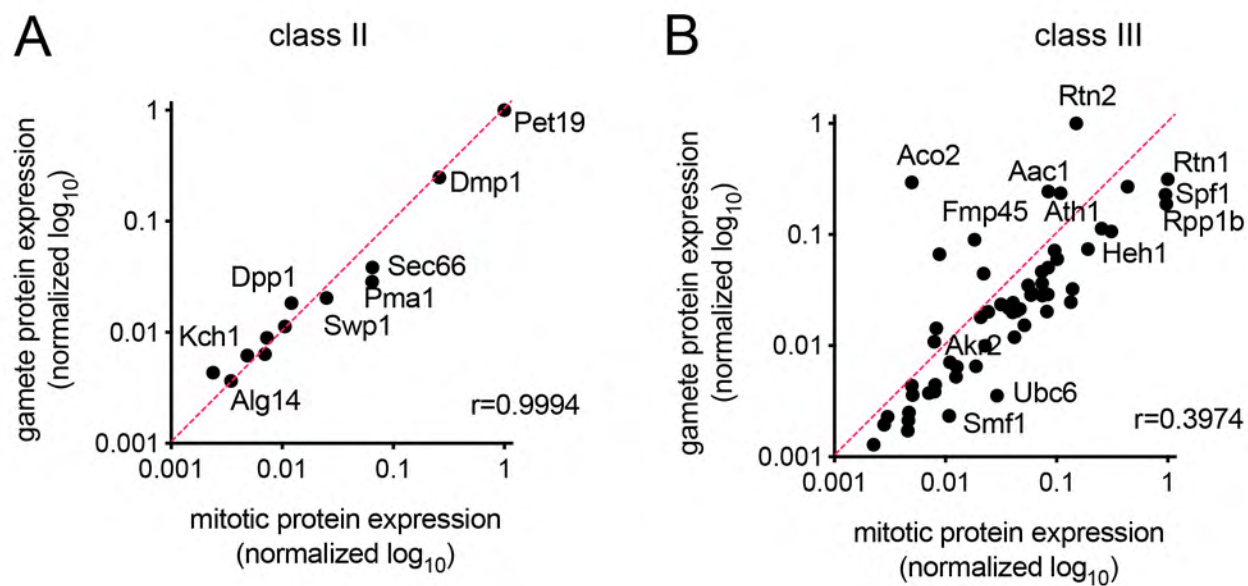 A
class II
gamete protein expression
(normalized log10)
1
0.1
0.01
0.001
Pet19
Dmp1
Sec66
Dpp1
Pma1
Swp1
Kch1
Alg14
r=0.9994
0.001 0.01 0.1 1
mitotic protein expression
(normalized log10)
B
class III
gamete protein expression
(normalized log10)
1
0.1
0.01
0.001
Rtn2
Aco2
Aac1
Rtn1
Fmp45
Ath1
Spf1
Rpp1b
Heh1
Akr2
Ubc6
Smf1
r=0.3974
0.001 0.01 0.1 1
mitotic protein expression
(normalized log10)